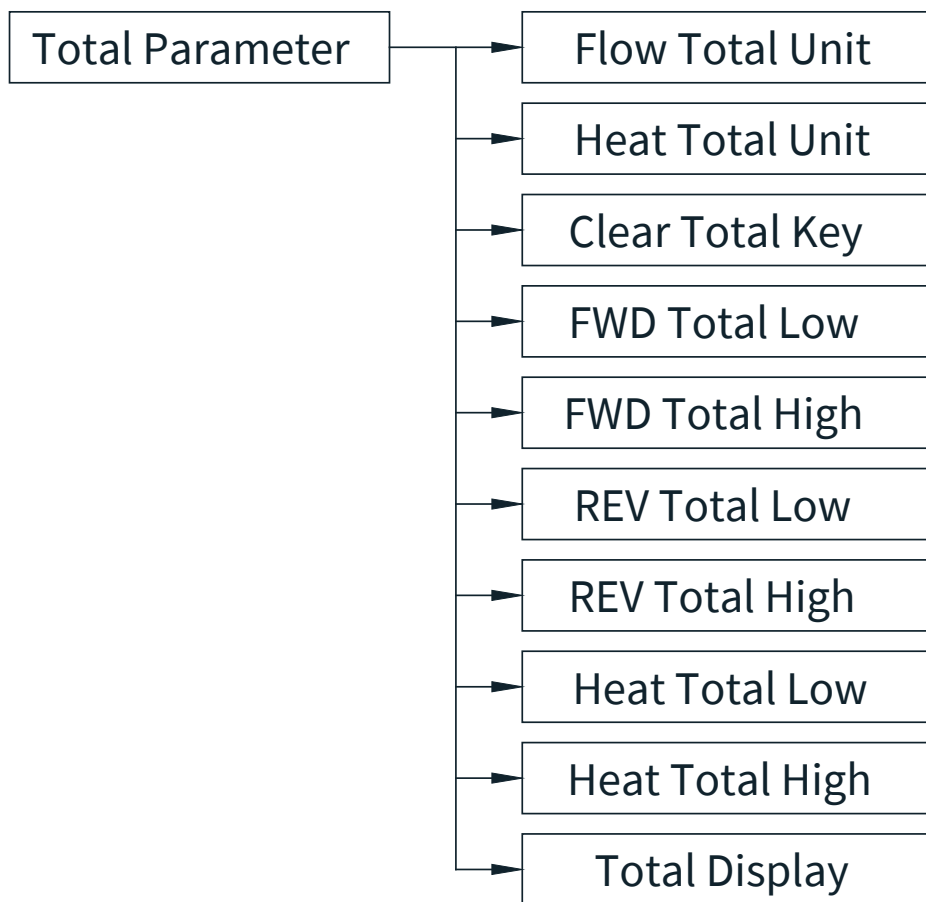 Total Parameter
Flow Total Unit
Heat Total Unit
Clear Total Key
FWD Total Low
FWD Total High
REV Total Low
REV Total High
Heat Total Low
Heat Total High
Total Display